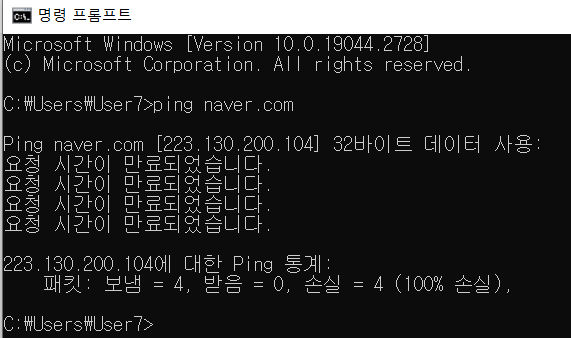 명령 프롬프트
Microsoft Windows [Version 10.0.19044.2728]
(c) Microsoft Corporation. All rights reserved.
C:₩Users₩User7>ping naver.com
Ping naver.com [223.130.200.104] 32바이트 데이터 사용:
요청 시간이 만료되었습니다.
요청 시간이 만료되었습니다.
요청 시간이 만료되었습니다.
요청 시간이 만료되었습니다.
223.130.200.104에 대한 Ping 통계:
패킷: 보냄 = 4, 받음 = 0, 손실 = 4 (100% 손실),
C:₩Users₩User7>